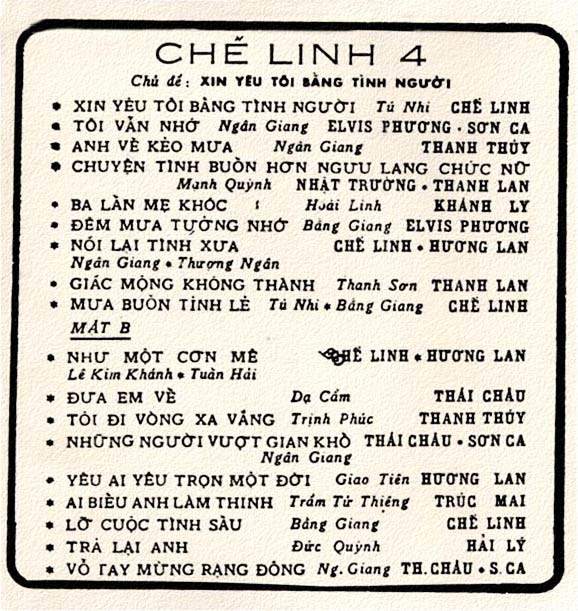 CHẾ LINH 4
Chủ đề: XIN YÊU TÔI BẰNG TÌNH NGƯỜI
* XIN YÊU TÔI BẰNG TÌNH NGƯỜI Tú Nhi CHẾ LINH
* TÔI VẪN NHỚ Ngân Giang ELVIS PHƯƠNG • SƠN CA
* ANH VỀ KẺO MƯA Ngân Giang THANH THÚY
* CHUYỆN TÌNH BUỒN HƠN NGƯU LANG CHỨC NỮ
Mạnh Quỳnh NHẬT TRƯỜNG • THANH LAN
* BA LẦN MẸ KHÓC Hoài Linh KHÁNH LY
* ĐÊM MƯA TƯỞNG NHỚ Bằng Giang ELVIS PHƯƠNG
* NÓI LẠI TÌNH XƯA CHẾ LINH • HƯƠNG LAN
Ngân Giang * Thượng Ngân
* GIẤC MỘNG KHÔNG THÀNH Thanh Sơn THANH LAN
* MƯA BUỒN TỈNH LẺ Tú Nhi * Bằng Giang CHẾ LINH
MẶT B
* NHƯ MỘT CƠN MÊ CHẾ LINH * HƯƠNG LAN
Lê Kim Khánh * Tuấn Hải
* ĐƯA EM VỀ Dạ Cầm THÁI CHÂU
* TÔI ĐI VÒNG XA VẮNG Trịnh Phúc THANH THÚY
* NHỮNG NGƯỜI VƯỢT GIAN KHỔ THÁI CHÂU • SƠN CA
Ngân Giang
* YÊU AI YÊU TRỌN MỘT ĐỜI Giao Tiên HƯƠNG LAN
* AI BIỂU ANH LÀM THINH Trầm Tử Thiêng TRÚC MAI
* LỠ CUỘC TÌNH SẦU Bằng Giang CHẾ LINH
* TRẢ LẠI ANH Đức Quỳnh HẢI LÝ
* VỖ TAY MỪNG RẠNG ĐÔNG Ng. Giang TH. CHÂU • S. CA